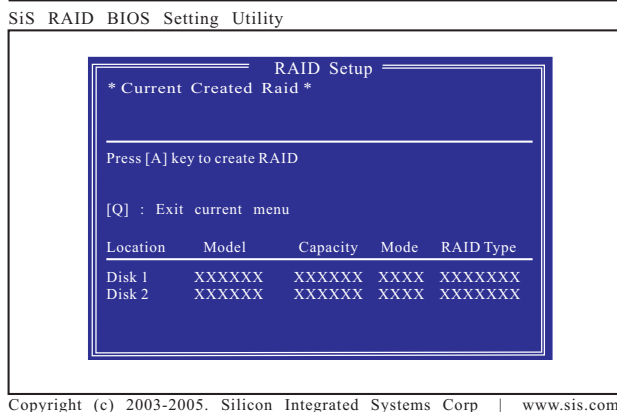 SiS RAID BIOS Setting Utility
RAID Setup
* Current Created Raid *
Press [A] key to create RAID
[Q] : Exit current menu
Location Model Capacity Mode RAID Type
Disk 1 XXXXXX XXXXXX XXXX XXXXXXX
Disk 2 XXXXXX XXXXXX XXXX XXXXXXX
Copyright (c) 2003-2005. Silicon Integrated Systems Corp | www.sis.com